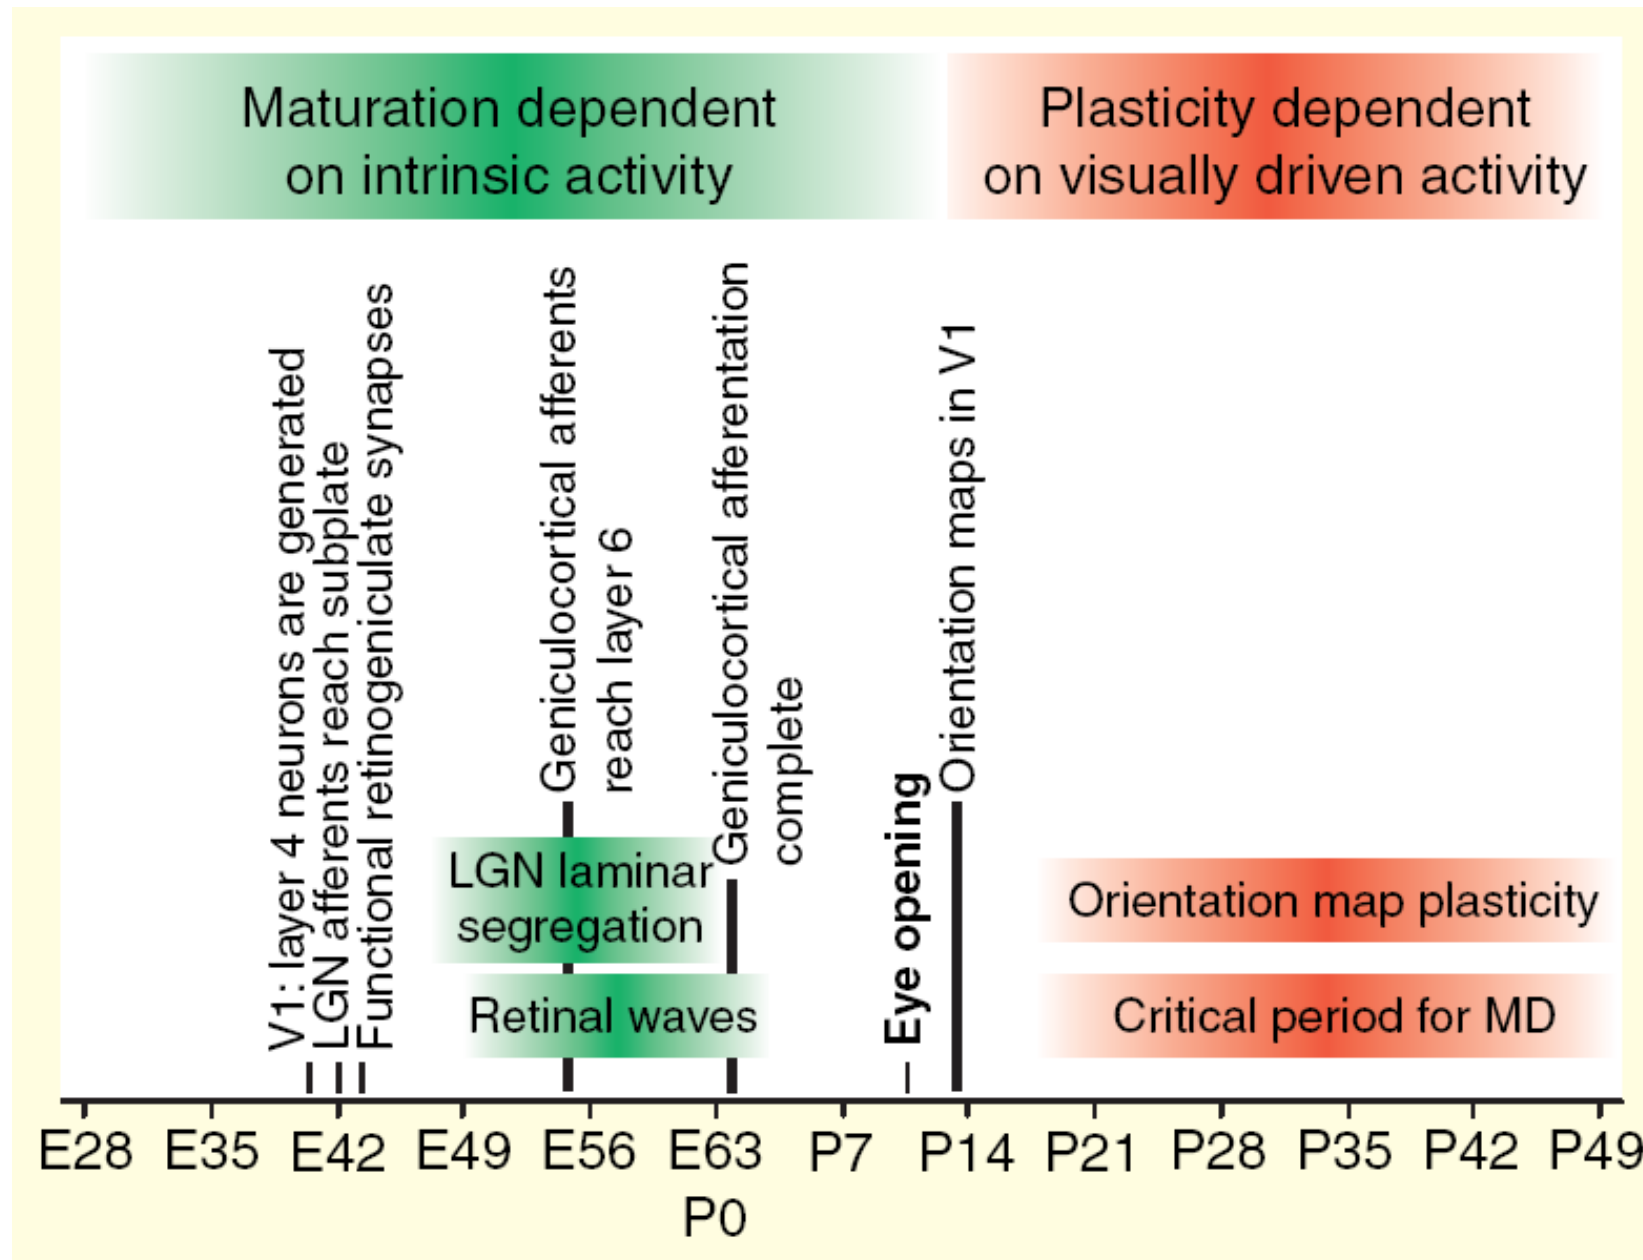 Maturation dependent
on intrinsic activity
Plasticity dependent
on visually driven activity
V1: layer 4 neurons are generated
LGN afferents reach subplate
Functional retinogeniculate synapses
Geniculocortical afferents
reach layer 6
Geniculocortical afferentation
complete
Eye opening
Orientation maps in V1
LGN laminar
segregation
Retinal waves
Orientation map plasticity
Critical period for MD
E28 E35 E42 E49 E56 E63 P7 P14 P21 P28 P35 P42 P49
P0